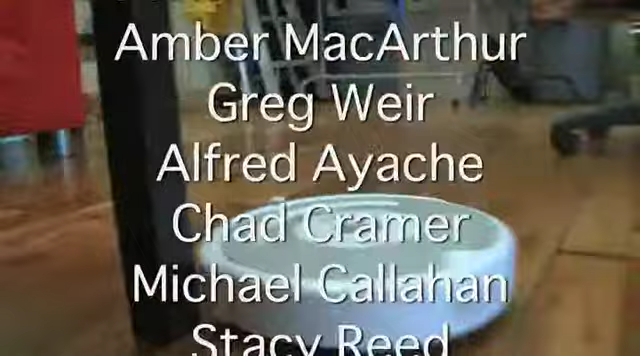 Amber MacArthur
Greg Weir
Alfred Ayache
Chad Cramer
Michael Callahan
Stacy Reed